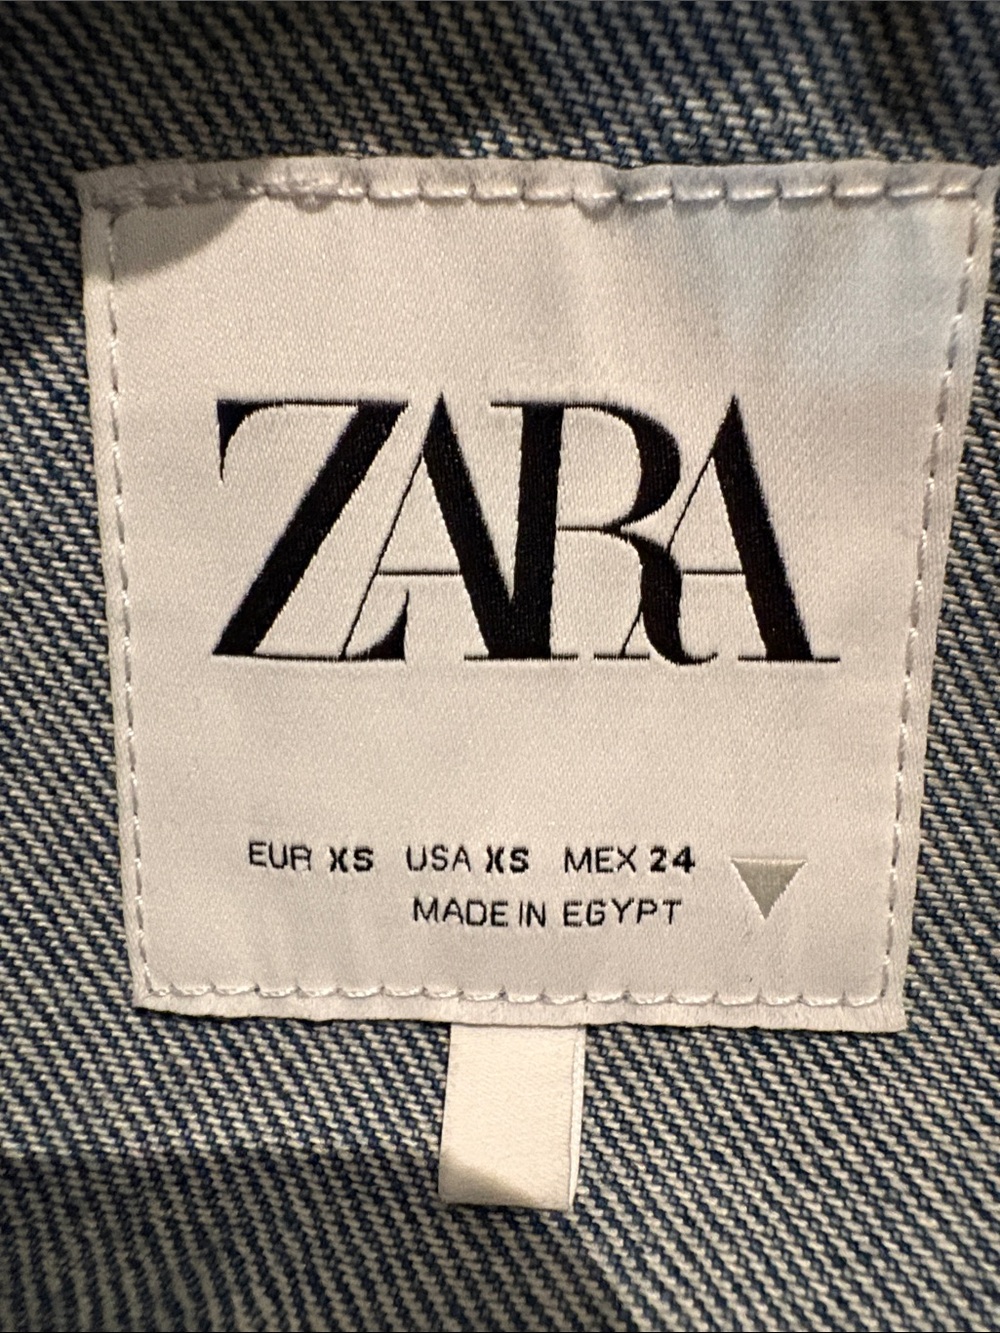 ZARA
EUR XS USA XS MEX 24
MADE IN EGYPT